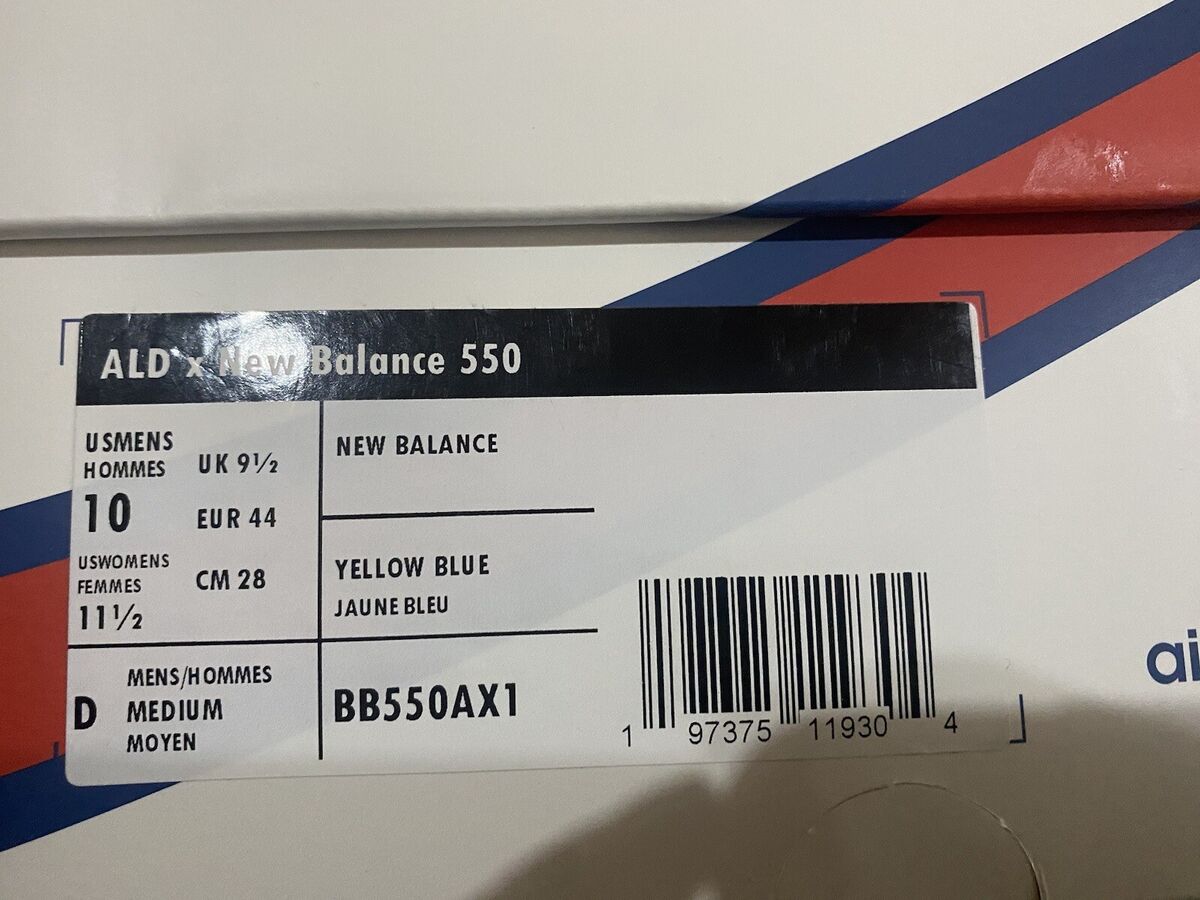 ALD x New Balance 550
USMENS
HOMMES
10
UK 9½
EUR 44
USWOMENS
FEMMES
11½
CM 28
NEW BALANCE
YELLOW BLUE
JAUNE BLEU
D
MENS/HOMMES
MEDIUM
MOYEN
BB550AX1
1 97375 11930 4